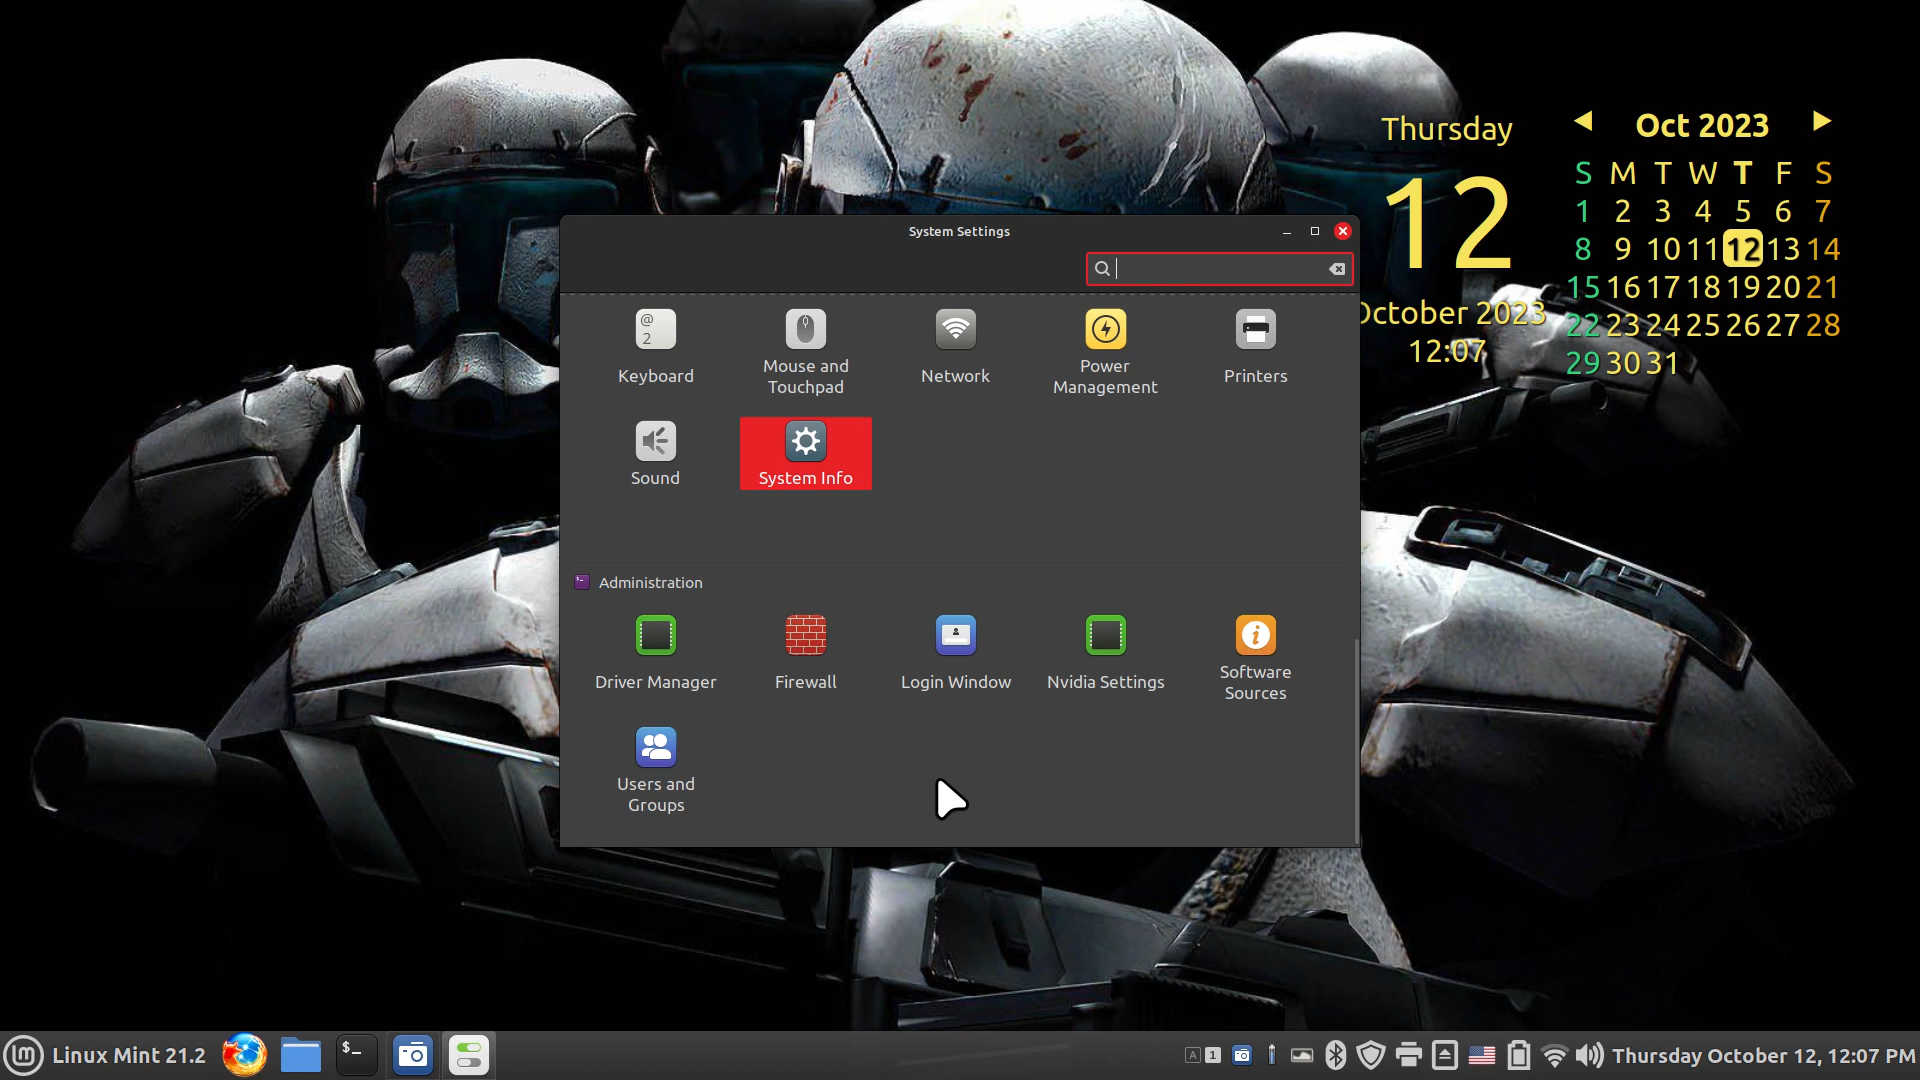 System Settings
@
2
Keyboard
Mouse and
Touchpad
Network
Power
Management
Printers
Sound
System Info
Administration
Driver Manager
Firewall
Login Window
Nvidia Settings
Software
Sources
Users and
Groups
Thursday
12
October 2023
12:07
Oct 2023
S M T W T F S
1 2 3 4 5 6 7
8 9 10 11 12 13 14
15 16 17 18 19 20 21
22 23 24 25 26 27 28
29 30 31
Linux Mint 21.2
$_
A 1
Thursday October 12, 12:07 PM